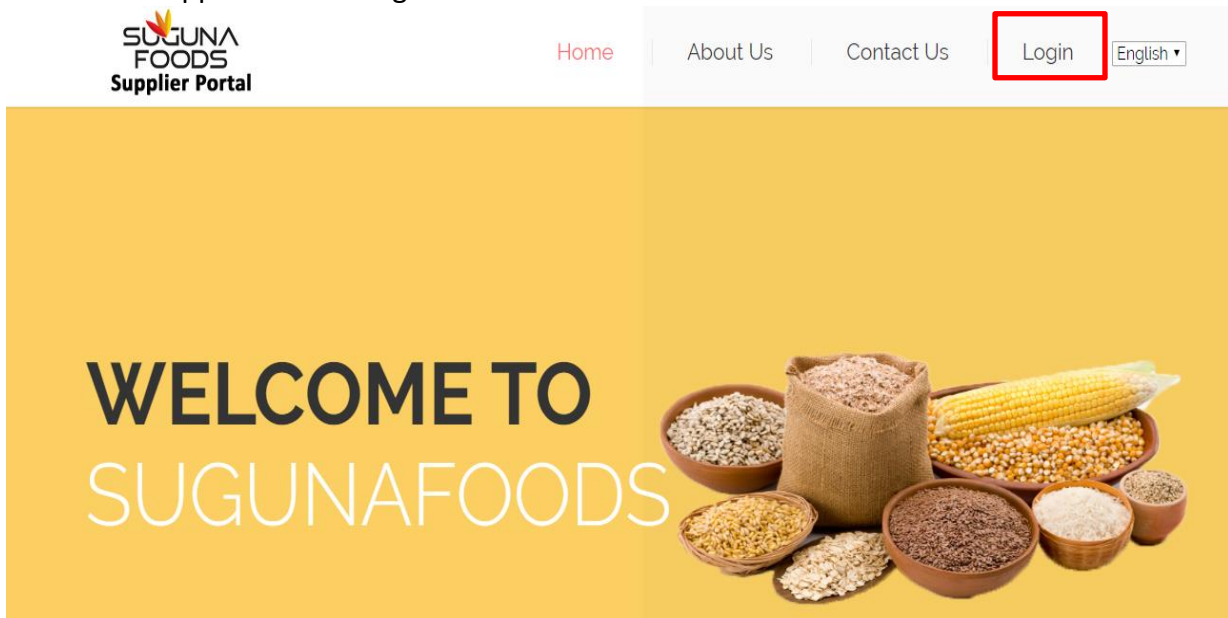 SUGUNA
FOODS
Supplier Portal
Home About Us Contact Us Login English
WELCOME TO
SUGUNAFOODS